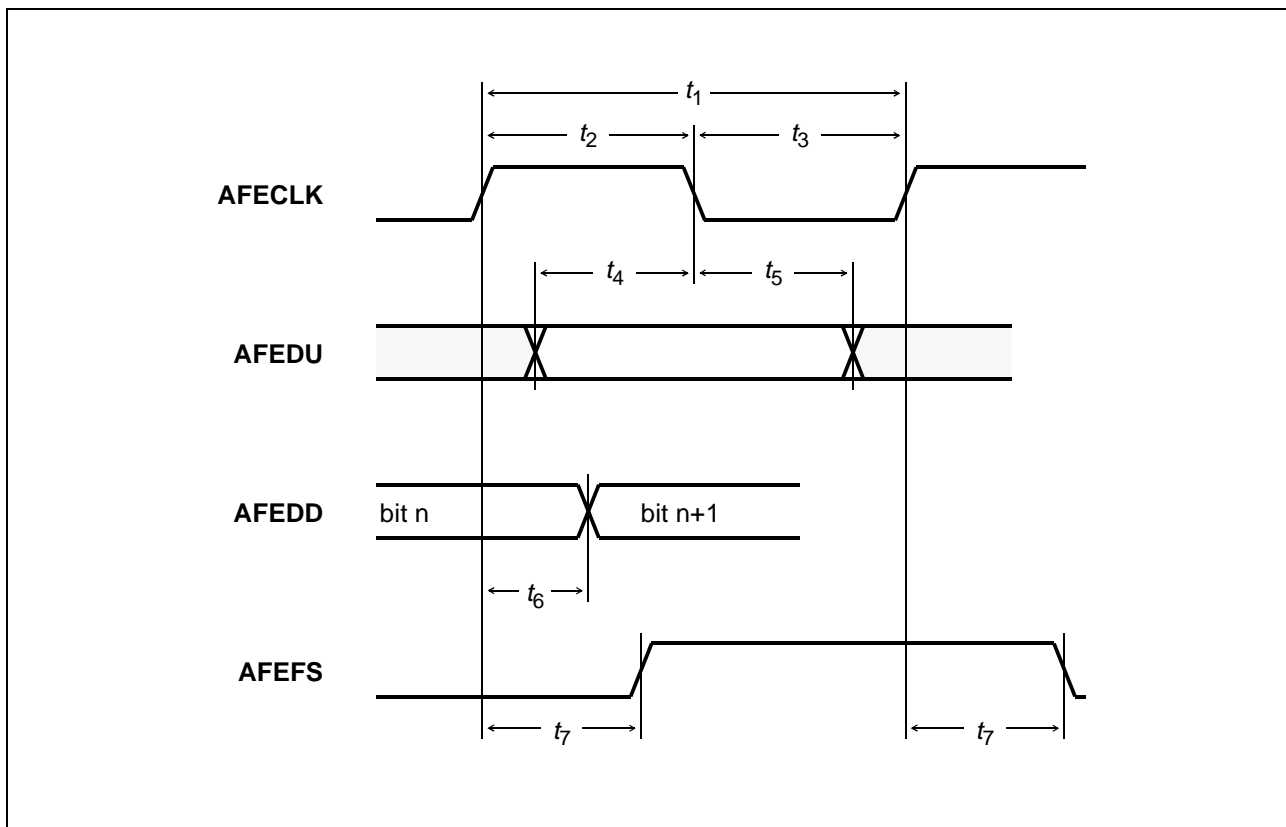 t1
t2
t3
AFECLK
t4
t5
AFEDU
AFEDD
bit n
bit n+1
t6
AFEFS
t7
t7